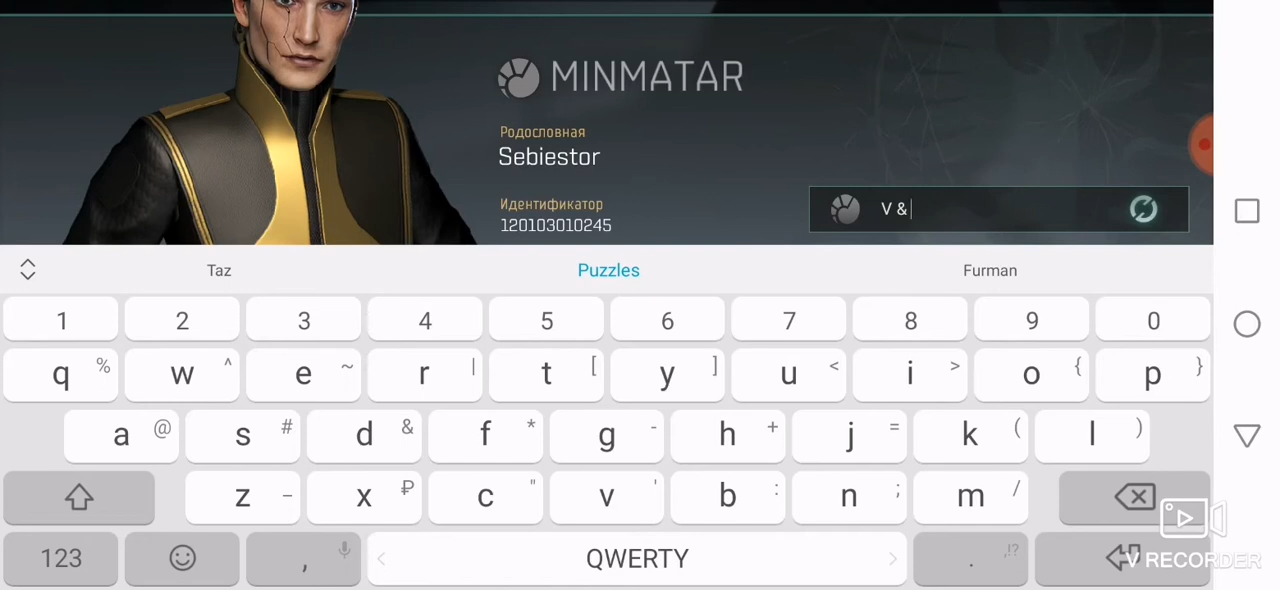 MINMATAR
Родословная
Sebiestor
Идентификатор
120103010245
V &
Taz Puzzles Furman
1 2 3 4 5 6 7 8 9 0
q % w ^ e ~ r | t [ y ] u < i > o { p }
a @ s # d & f * g - h + j = k ( l )
z _ x ₽ c " v ' b : n ; m /
123 , QWERTY . ,!?
V RECORDER